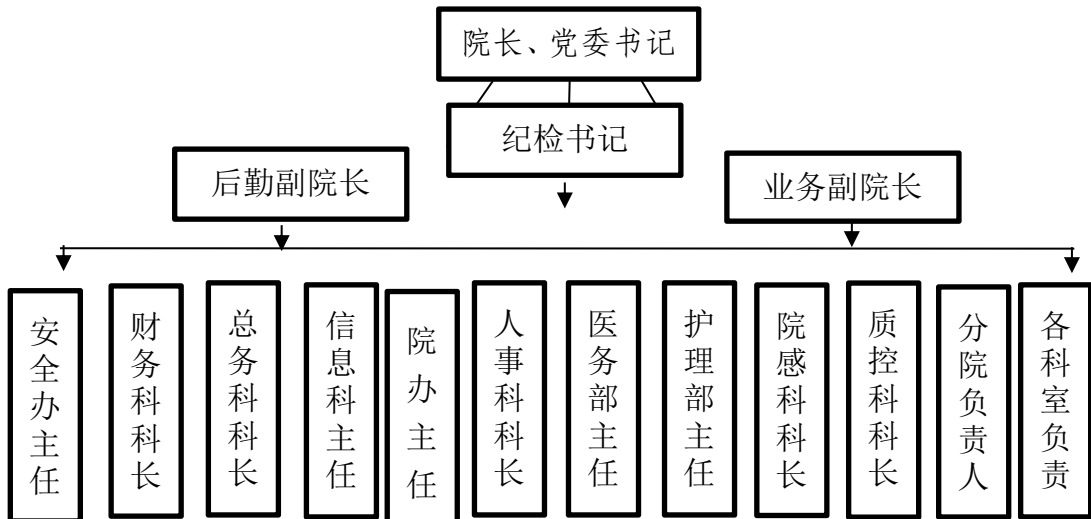 院长、党委书记
纪检书记
后勤副院长
业务副院长
安全办主任
财务科科长
总务科科长
信息科主任
院办主任
人事科科长
医务部主任
护理部主任
院感科科长
质控科科长
分院负责人
各科室负责